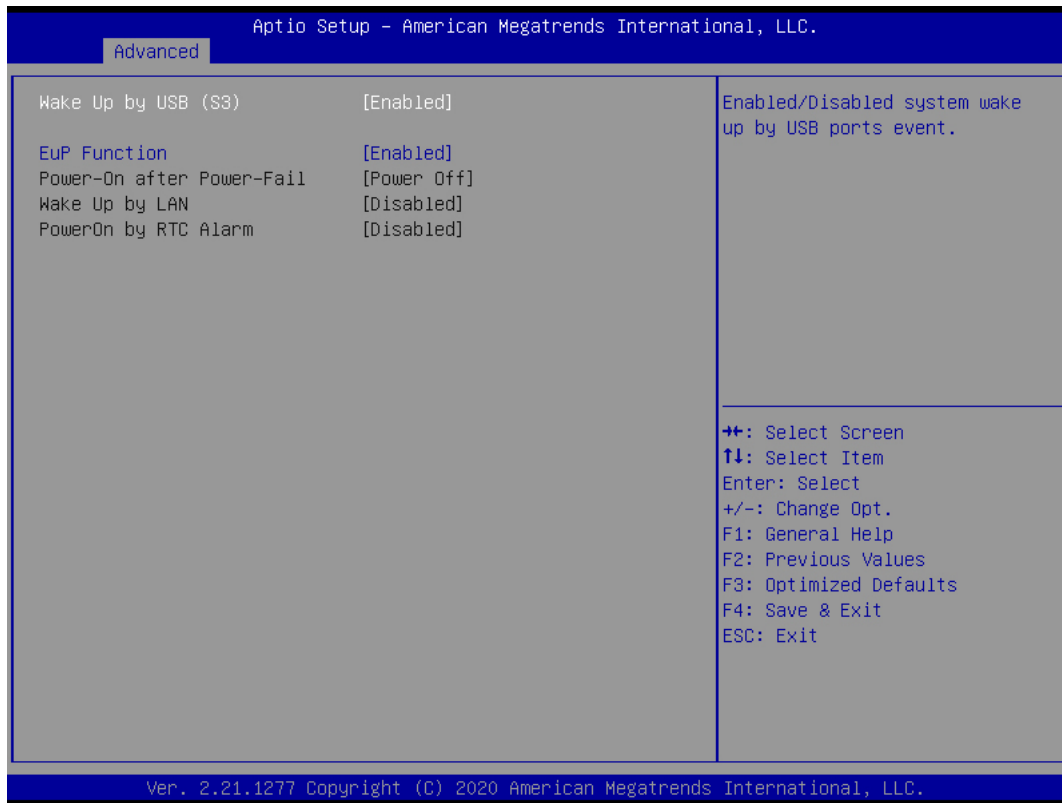 Aptio Setup – American Megatrends International, LLC.
Advanced
Wake Up by USB (S3) [Enabled]
EuP Function [Enabled]
Power-On after Power-Fail [Power Off]
Wake Up by LAN [Disabled]
PowerOn by RTC Alarm [Disabled]
Enabled/Disabled system wake
up by USB ports event.
→←: Select Screen
↑↓: Select Item
Enter: Select
+/-: Change Opt.
F1: General Help
F2: Previous Values
F3: Optimized Defaults
F4: Save & Exit
ESC: Exit
Ver. 2.21.1277 Copyright (C) 2020 American Megatrends International, LLC.